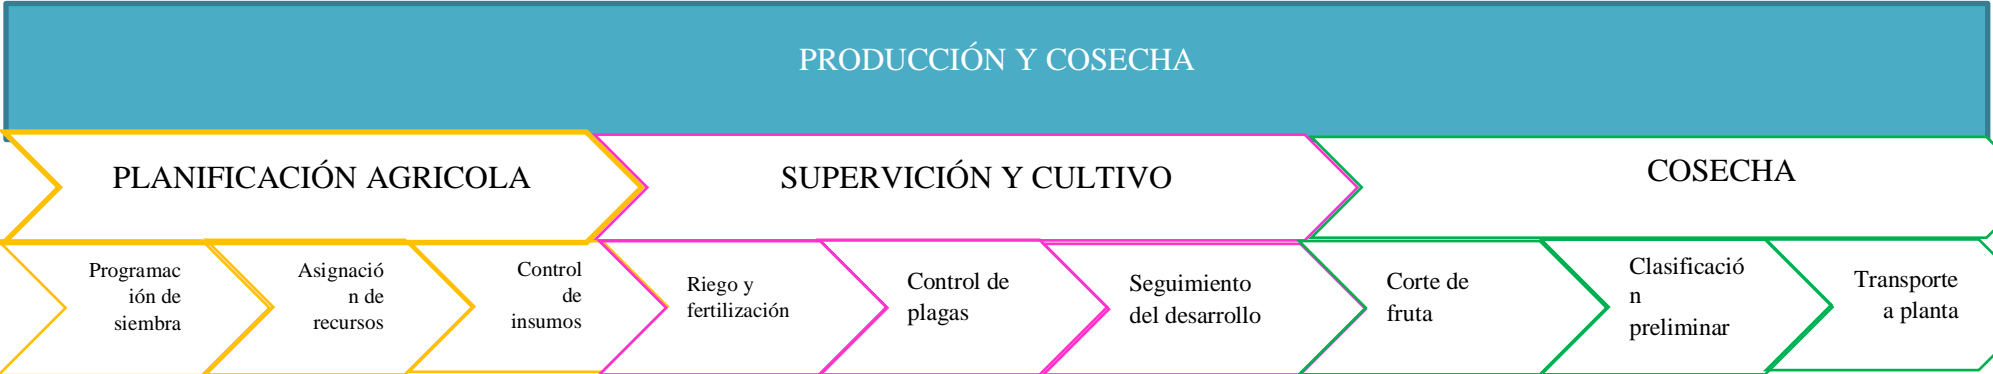 PRODUCCIÓN Y COSECHA
PLANIFICACIÓN AGRICOLA
SUPERVICIÓN Y CULTIVO
COSECHA
Programac
ión de
siembra
Asignació
n de
recursos
Control
de
insumos
Riego y
fertilización
Control de
plagas
Seguimiento
del desarrollo
Corte de
fruta
Clasificació
n
preliminar
Transporte
a planta